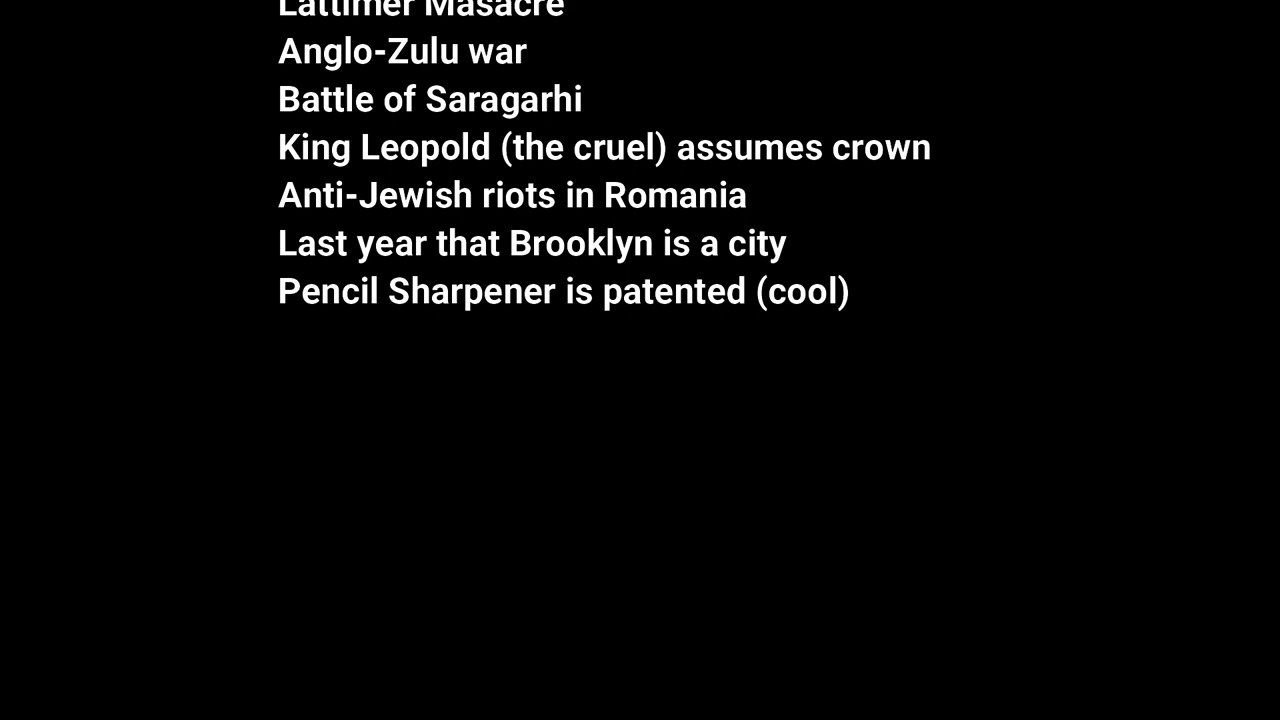 Lattimer Masacre
Anglo-Zulu war
Battle of Saragarhi
King Leopold (the cruel) assumes crown
Anti-Jewish riots in Romania
Last year that Brooklyn is a city
Pencil Sharpener is patented (cool)